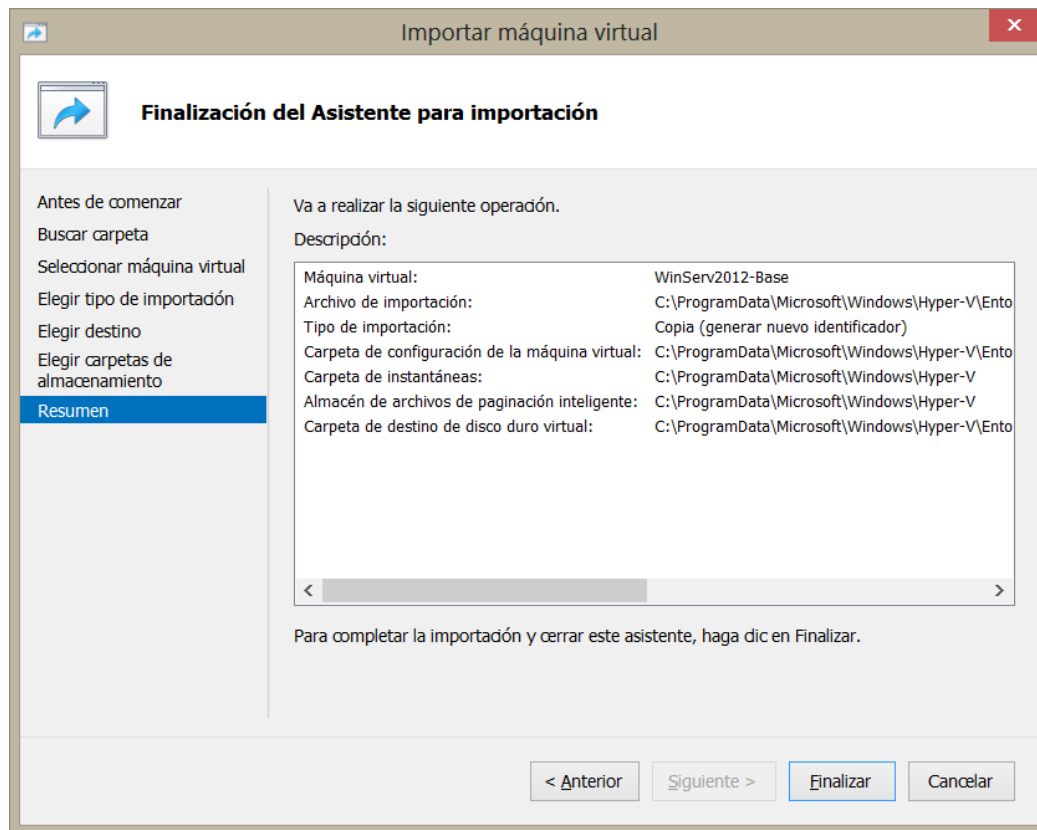 Importar máquina virtual
Finalización del Asistente para importación
Antes de comenzar
Buscar carpeta
Seleccionar máquina virtual
Elegir tipo de importación
Elegir destino
Elegir carpetas de
almacenamiento
Resumen
Va a realizar la siguiente operación.
Descripción:
Máquina virtual: WinServ2012-Base
Archivo de importación: C:\ProgramData\Microsoft\Windows\Hyper-V\Ento
Tipo de importación: Copia (generar nuevo identificador)
Carpeta de configuración de la máquina virtual: C:\ProgramData\Microsoft\Windows\Hyper-V\Ento
Carpeta de instantáneas: C:\ProgramData\Microsoft\Windows\Hyper-V
Almacén de archivos de paginación inteligente: C:\ProgramData\Microsoft\Windows\Hyper-V
Carpeta de destino de disco duro virtual: C:\ProgramData\Microsoft\Windows\Hyper-V\Ento
Para completar la importación y cerrar este asistente, haga clic en Finalizar.
< Anterior
Siguiente >
Finalizar
Cancelar